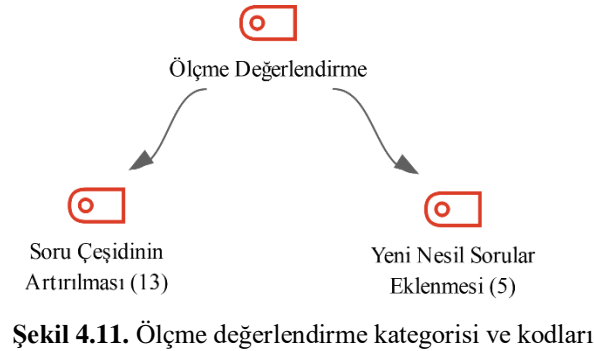 Ölçme Değerlendirme
Soru Çeşidinin
Artırılması (13)
Yeni Nesil Sorular
Eklenmesi (5)
Şekil 4.11. Ölçme değerlendirme kategorisi ve kodları